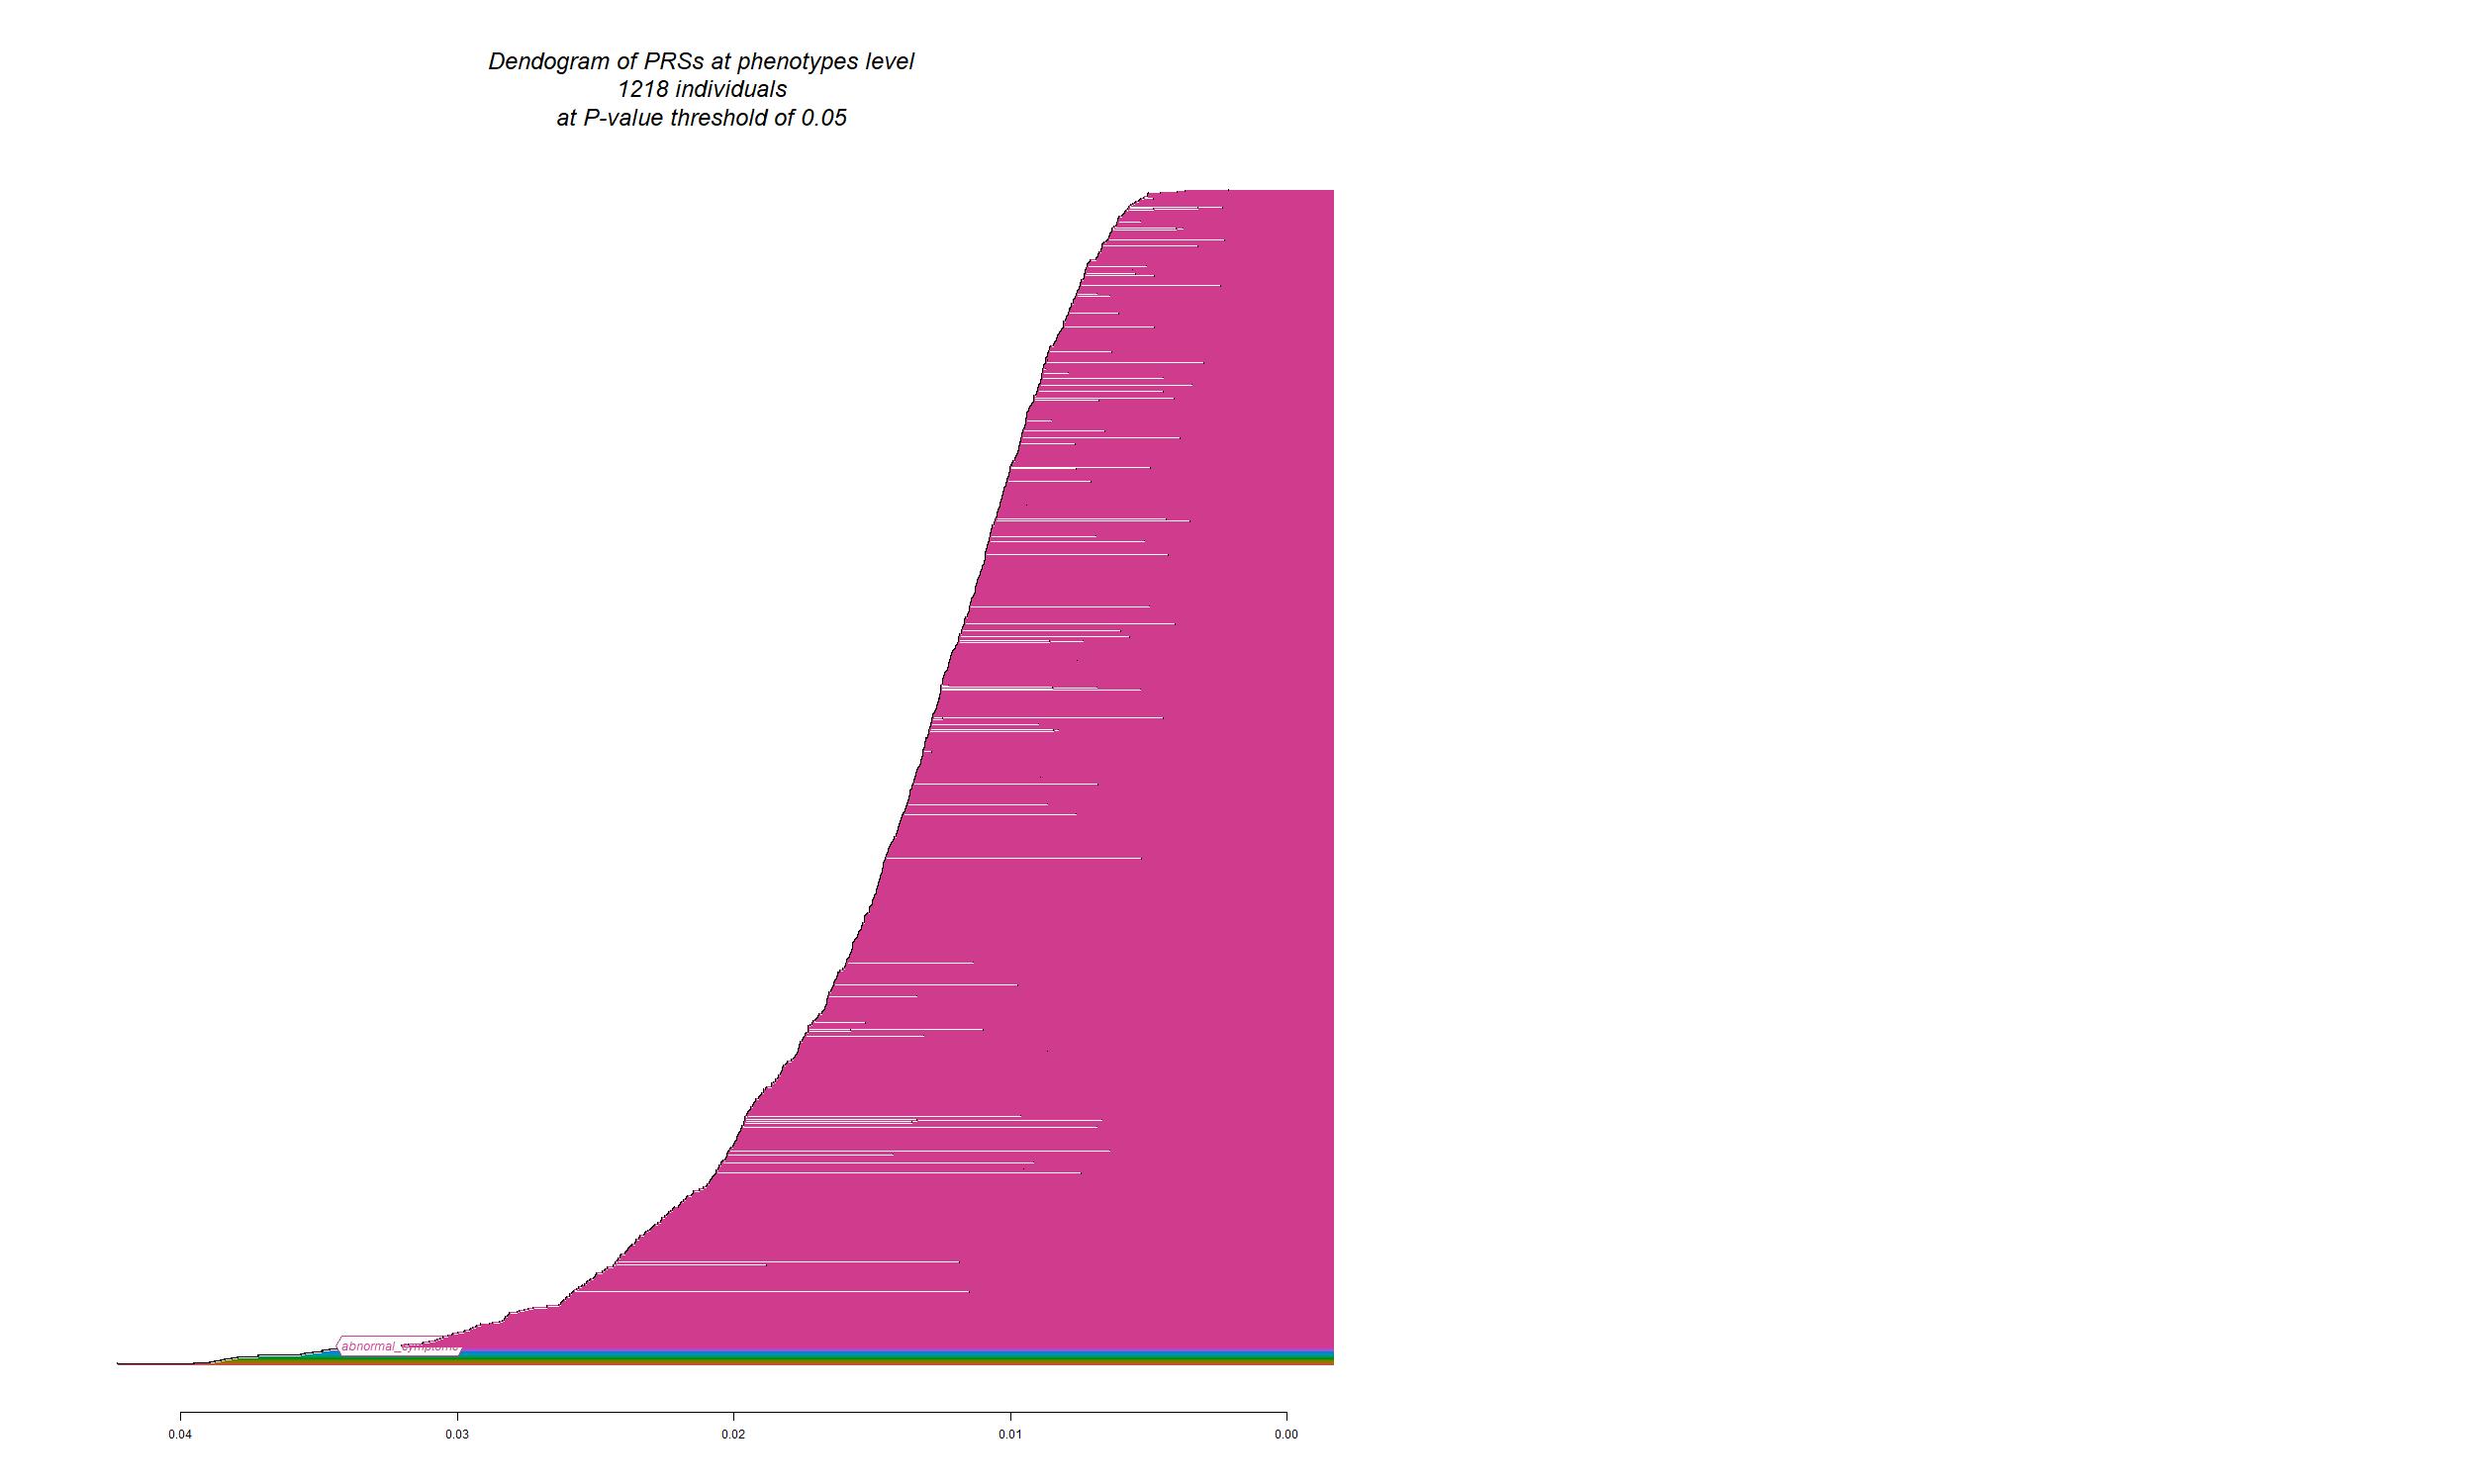 Dendogram of PRSs at phenotypes level
1218 individuals
at P-value threshold of 0.05
0.04 0.03 0.02 0.01 0.00